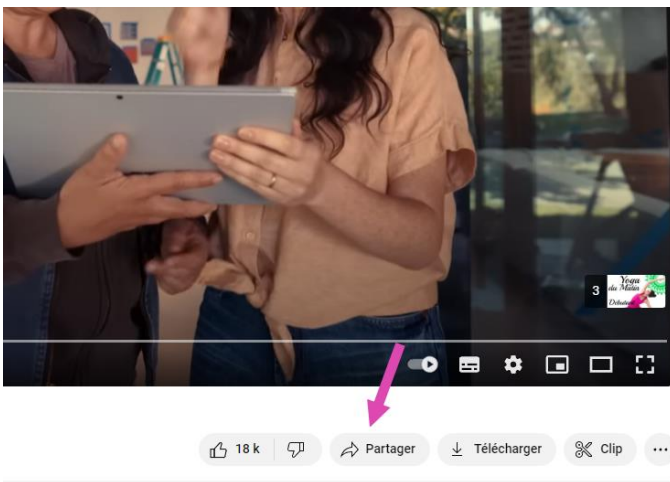 3
Yoga
du Matin
Débutant
18 k
Partager
Télécharger
Clip